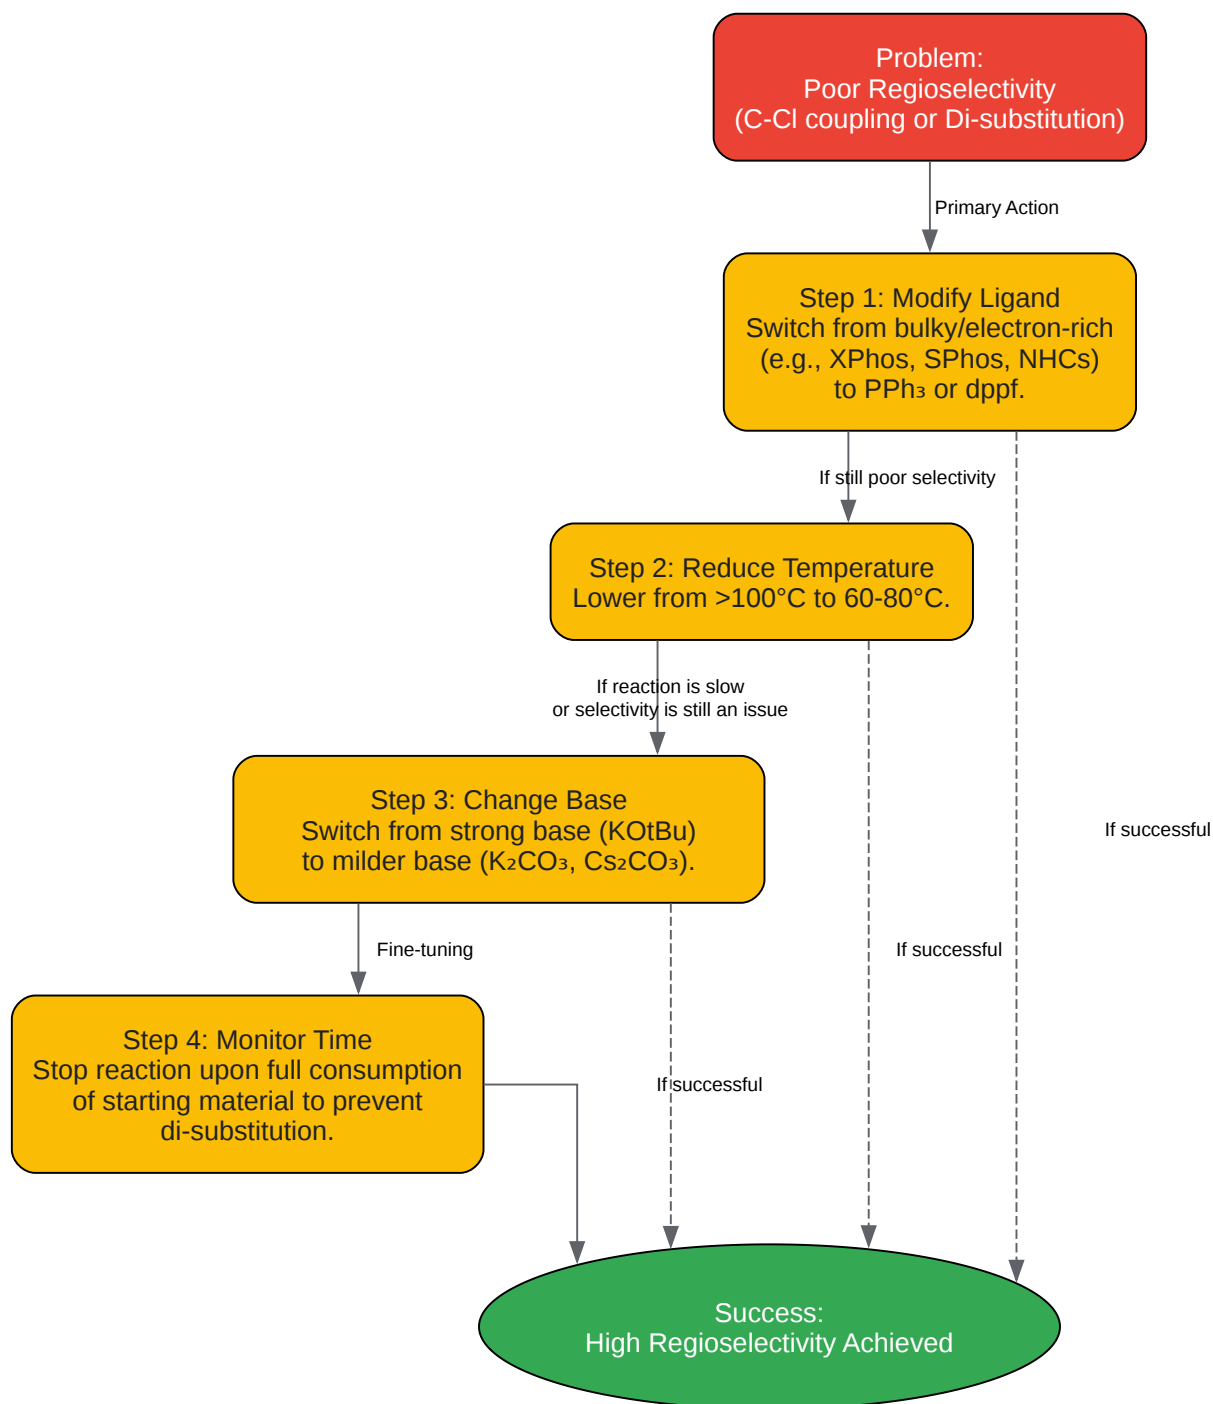 Problem:
Poor Regioselectivity
(C-Cl coupling or Di-substitution)
Primary Action
Step 1: Modify Ligand
Switch from bulky/electron-rich
(e.g., XPhos, SPhos, NHCs)
to PPh₃ or dppf.
If still poor selectivity
Step 2: Reduce Temperature
Lower from >100°C to 60-80°C.
If reaction is slow
or selectivity is still an issue
Step 3: Change Base
Switch from strong base (KOtBu)
to milder base (K₂CO₃, Cs₂CO₃).
If successful
Fine-tuning
If successful
Step 4: Monitor Time
Stop reaction upon full consumption
of starting material to prevent
di-substitution.
If successful
Success:
High Regioselectivity Achieved